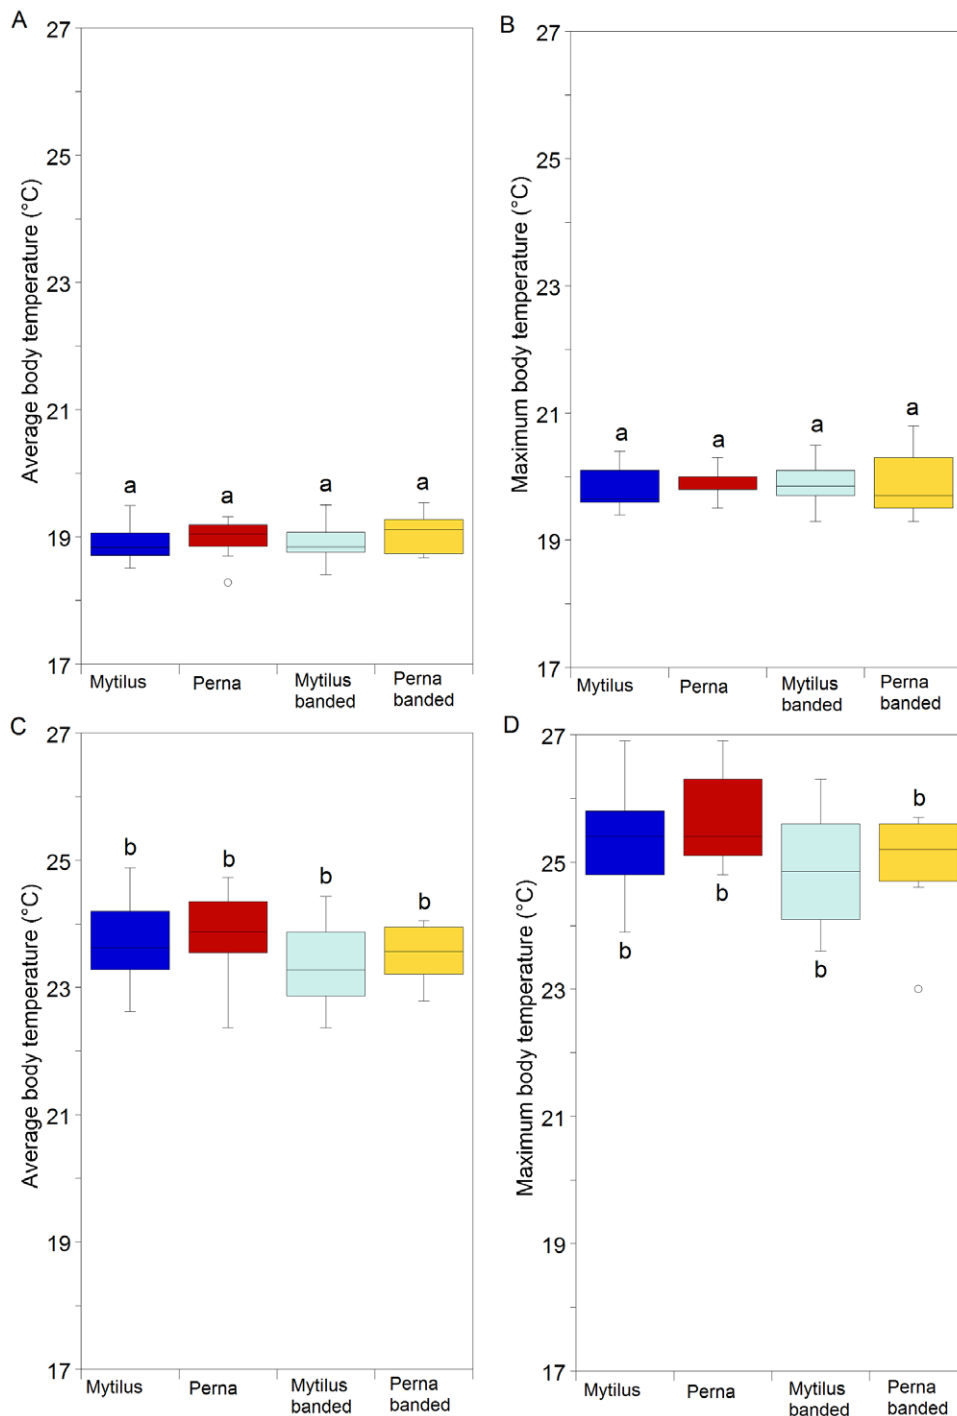 A
Average body temperature (°C)
27
25
23
21
19
17
a
a
a
a
Mytilus
Perna
Mytilus
banded
Perna
banded
B
Maximum body temperature (°C)
27
25
23
21
19
17
a
a
a
a
Mytilus
Perna
Mytilus
banded
Perna
banded
C
Average body temperature (°C)
27
25
23
21
19
17
b
b
b
b
Mytilus
Perna
Mytilus
banded
Perna
banded
D
Maximum body temperature (°C)
27
25
23
21
19
17
b
b
b
b
Mytilus
Perna
Mytilus
banded
Perna
banded